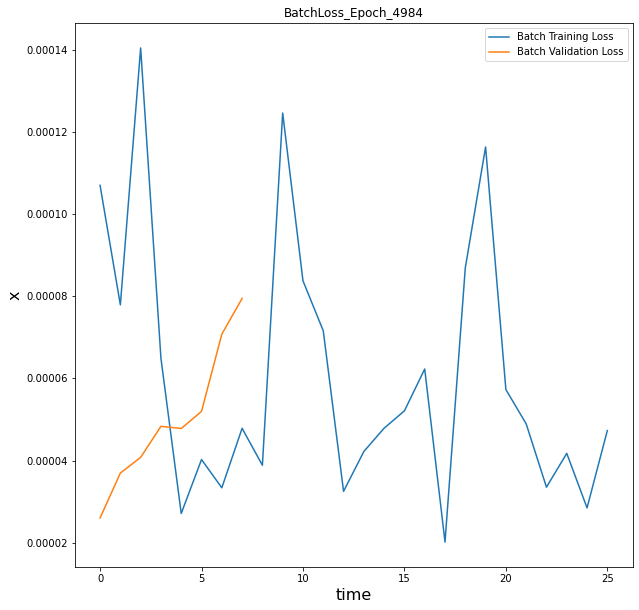 BatchLoss_Epoch_4984
Batch Training Loss
Batch Validation Loss
0.00014
0.00012
0.00010
0.00008
0.00006
0.00004
0.00002
x
0 5 10 15 20 25
time